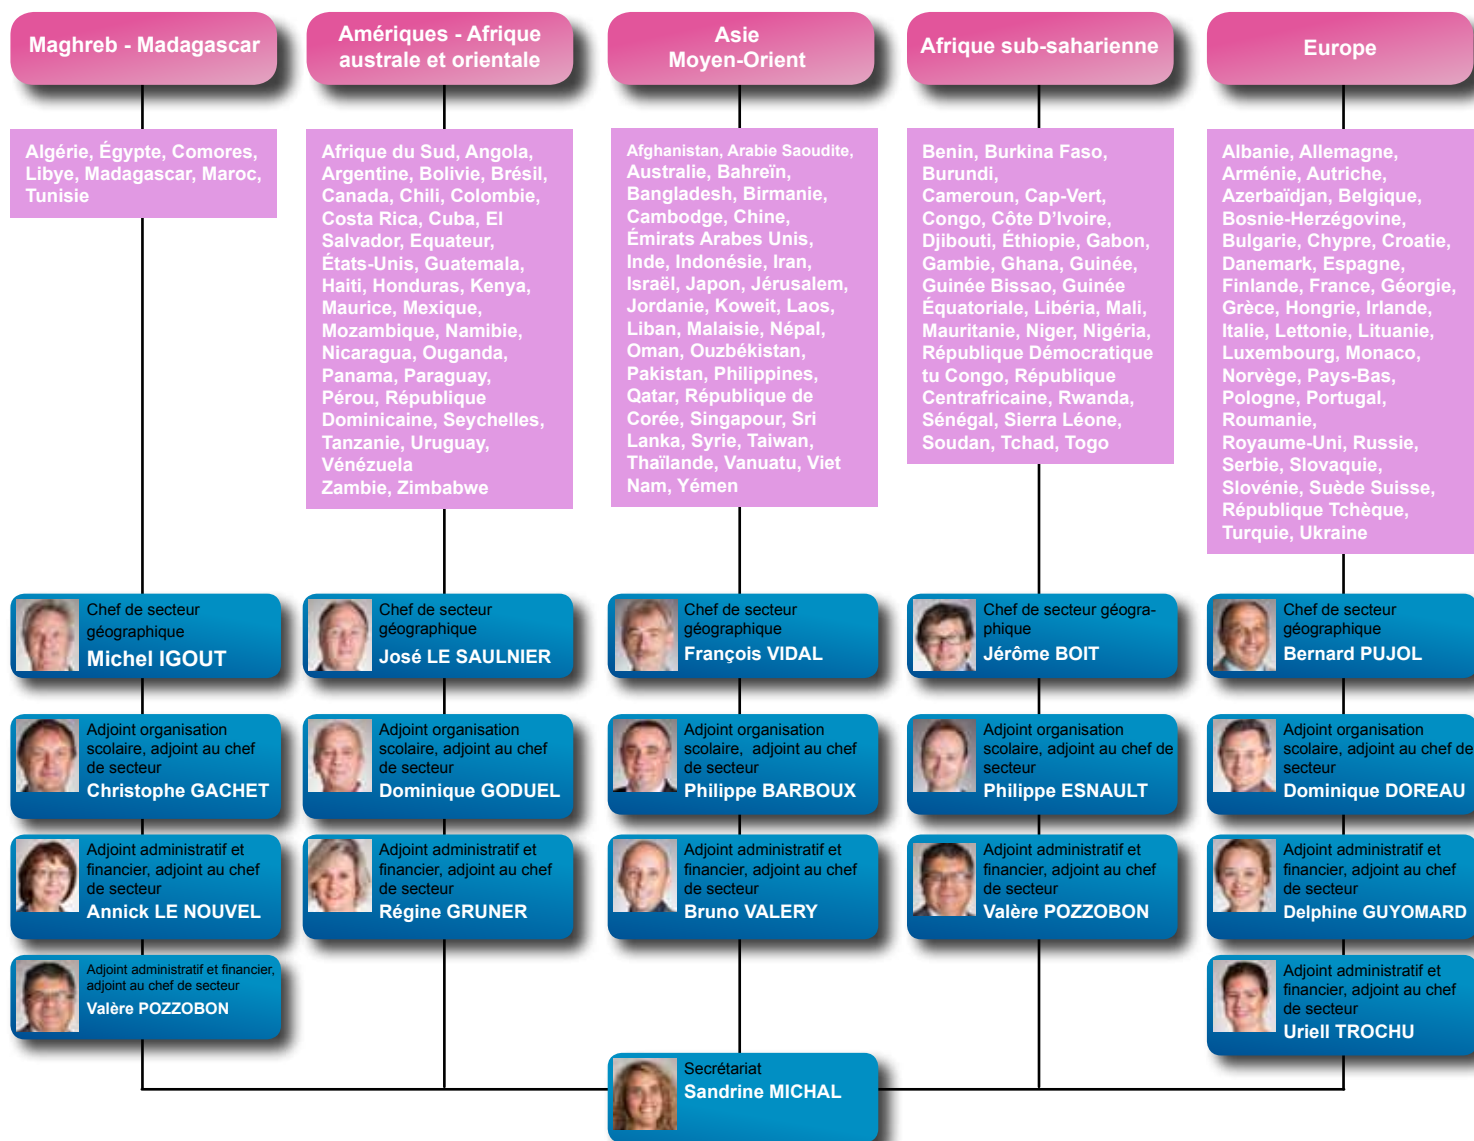 Maghreb - Madagascar
Algérie, Égypte, Comores,
Libye, Madagascar, Maroc,
Tunisie
Chef de secteur
géographique
Michel IGOUT
Adjoint organisation
scolaire, adjoint au chef
de secteur
Christophe GACHET
Adjoint administratif et
financier, adjoint au chef
de secteur
Annick LE NOUVEL
Adjoint administratif et financier,
adjoint au chef de secteur
Valère POZZOBON
Amériques - Afrique
australe et orientale
Afrique du Sud, Angola,
Argentine, Bolivie, Brésil,
Canada, Chili, Colombie,
Costa Rica, Cuba, El
Salvador, Equateur,
États-Unis, Guatemala,
Haiti, Honduras, Kenya,
Maurice, Mexique,
Mozambique, Namibie,
Nicaragua, Ouganda,
Panama, Paraguay,
Pérou, République
Dominicaine, Seychelles,
Tanzanie, Uruguay,
Vénézuela
Zambie, Zimbabwe
Chef de secteur
géographique
José LE SAULNIER
Adjoint organisation
scolaire, adjoint au chef
de secteur
Dominique GODUEL
Adjoint administratif et
financier, adjoint au chef
de secteur
Régine GRUNER
Asie
Moyen-Orient
Afghanistan, Arabie Saoudite,
Australie, Bahreïn,
Bangladesh, Birmanie,
Cambodge, Chine,
Émirats Arabes Unis,
Inde, Indonésie, Iran,
Israël, Japon, Jérusalem,
Jordanie, Koweit, Laos,
Liban, Malaisie, Népal,
Oman, Ouzbékistan,
Pakistan, Philippines,
Qatar, République de
Corée, Singapour, Sri
Lanka, Syrie, Taiwan,
Thaïlande, Vanuatu, Viet
Nam, Yémen
Chef de secteur
géographique
François VIDAL
Adjoint organisation
scolaire, adjoint au chef
de secteur
Philippe BARBOUX
Adjoint administratif et
financier, adjoint au chef
de secteur
Bruno VALERY
Afrique sub-saharienne
Benin, Burkina Faso,
Burundi,
Cameroun, Cap-Vert,
Congo, Côte D'Ivoire,
Djibouti, Éthiopie, Gabon,
Gambie, Ghana, Guinée,
Guinée Bissao, Guinée
Équatoriale, Libéria, Mali,
Mauritanie, Niger, Nigéria,
République Démocratique
tu Congo, République
Centrafricaine, Rwanda,
Sénégal, Sierra Léone,
Soudan, Tchad, Togo
Chef de secteur géogra-
phique
Jérôme BOIT
Adjoint organisation
scolaire, adjoint au chef de
secteur
Philippe ESNAULT
Adjoint administratif et
financier, adjoint au chef
de secteur
Valère POZZOBON
Europe
Albanie, Allemagne,
Arménie, Autriche,
Azerbaïdjan, Belgique,
Bosnie-Herzégovine,
Bulgarie, Chypre, Croatie,
Danemark, Espagne,
Finlande, France, Géorgie,
Grèce, Hongrie, Irlande,
Italie, Lettonie, Lituanie,
Luxembourg, Monaco,
Norvège, Pays-Bas,
Pologne, Portugal,
Roumanie,
Royaume-Uni, Russie,
Serbie, Slovaquie,
Slovénie, Suède Suisse,
République Tchèque,
Turquie, Ukraine
Chef de secteur
géographique
Bernard PUJOL
Adjoint organisation
scolaire, adjoint au chef de
secteur
Dominique DOREAU
Adjoint administratif et
financier, adjoint au chef
de secteur
Delphine GUYOMARD
Adjoint administratif et
financier, adjoint au chef
de secteur
Uriell TROCHU
Secrétariat
Sandrine MICHAL